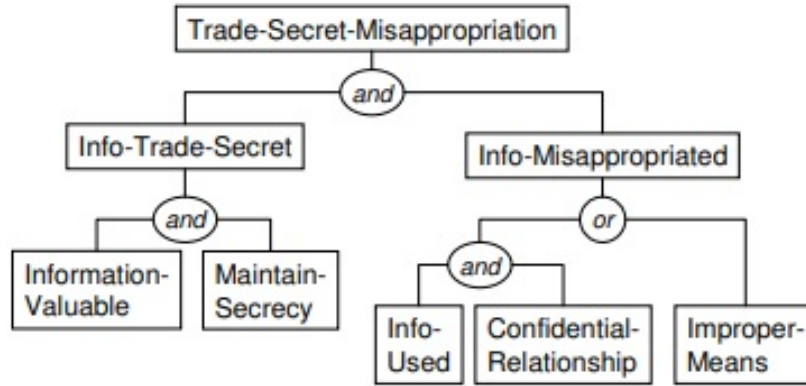 Trade-Secret-Misappropriation
and
Info-Trade-Secret
Info-Misappropriated
and
or
Information-
Valuable
Maintain-
Secrecy
and
Info-
Used
Confidential-
Relationship
Improper-
Means